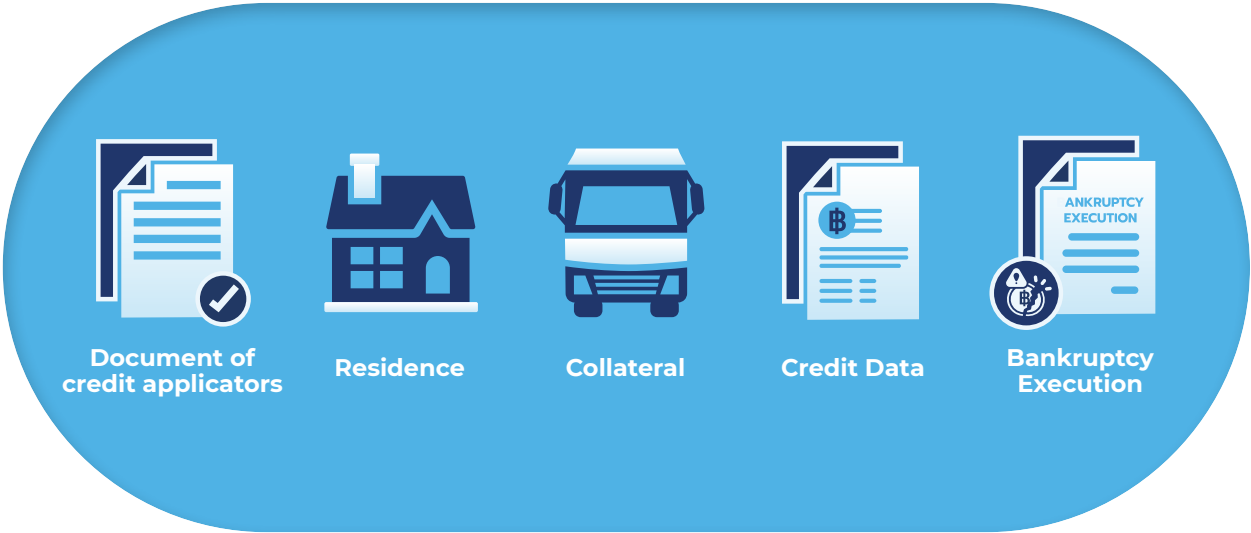 ฿
ANKRUPTCY
EXECUTION
฿
Document of
credit applicators
Residence
Collateral
Credit Data
Bankruptcy
Execution